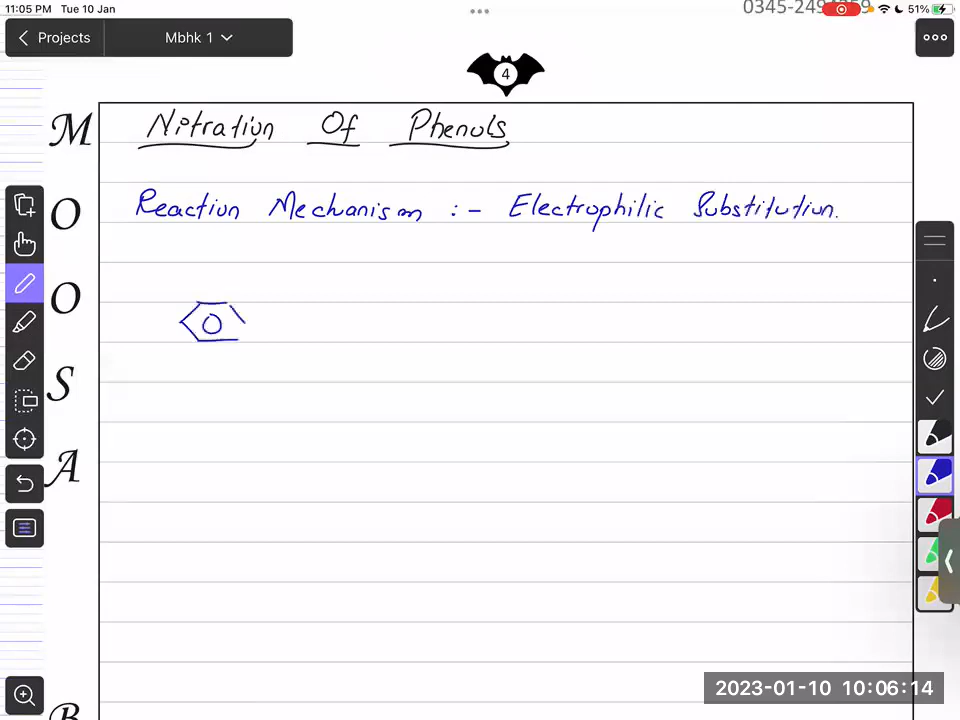 11:05 PM Tue 10 Jan
51%
Projects
Mbhk 1
4
Nitration Of Phenols
Reaction Mechanism :- Electrophilic Substitution.
M
O
O
S
A
2023-01-10 10:06:14